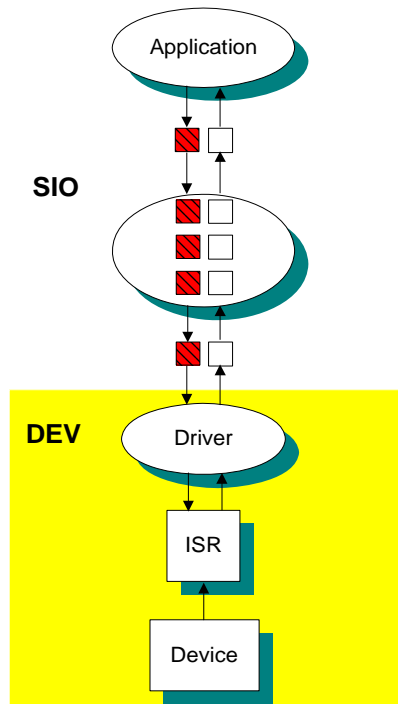 Application
SIO
DEV
Driver
ISR
Device